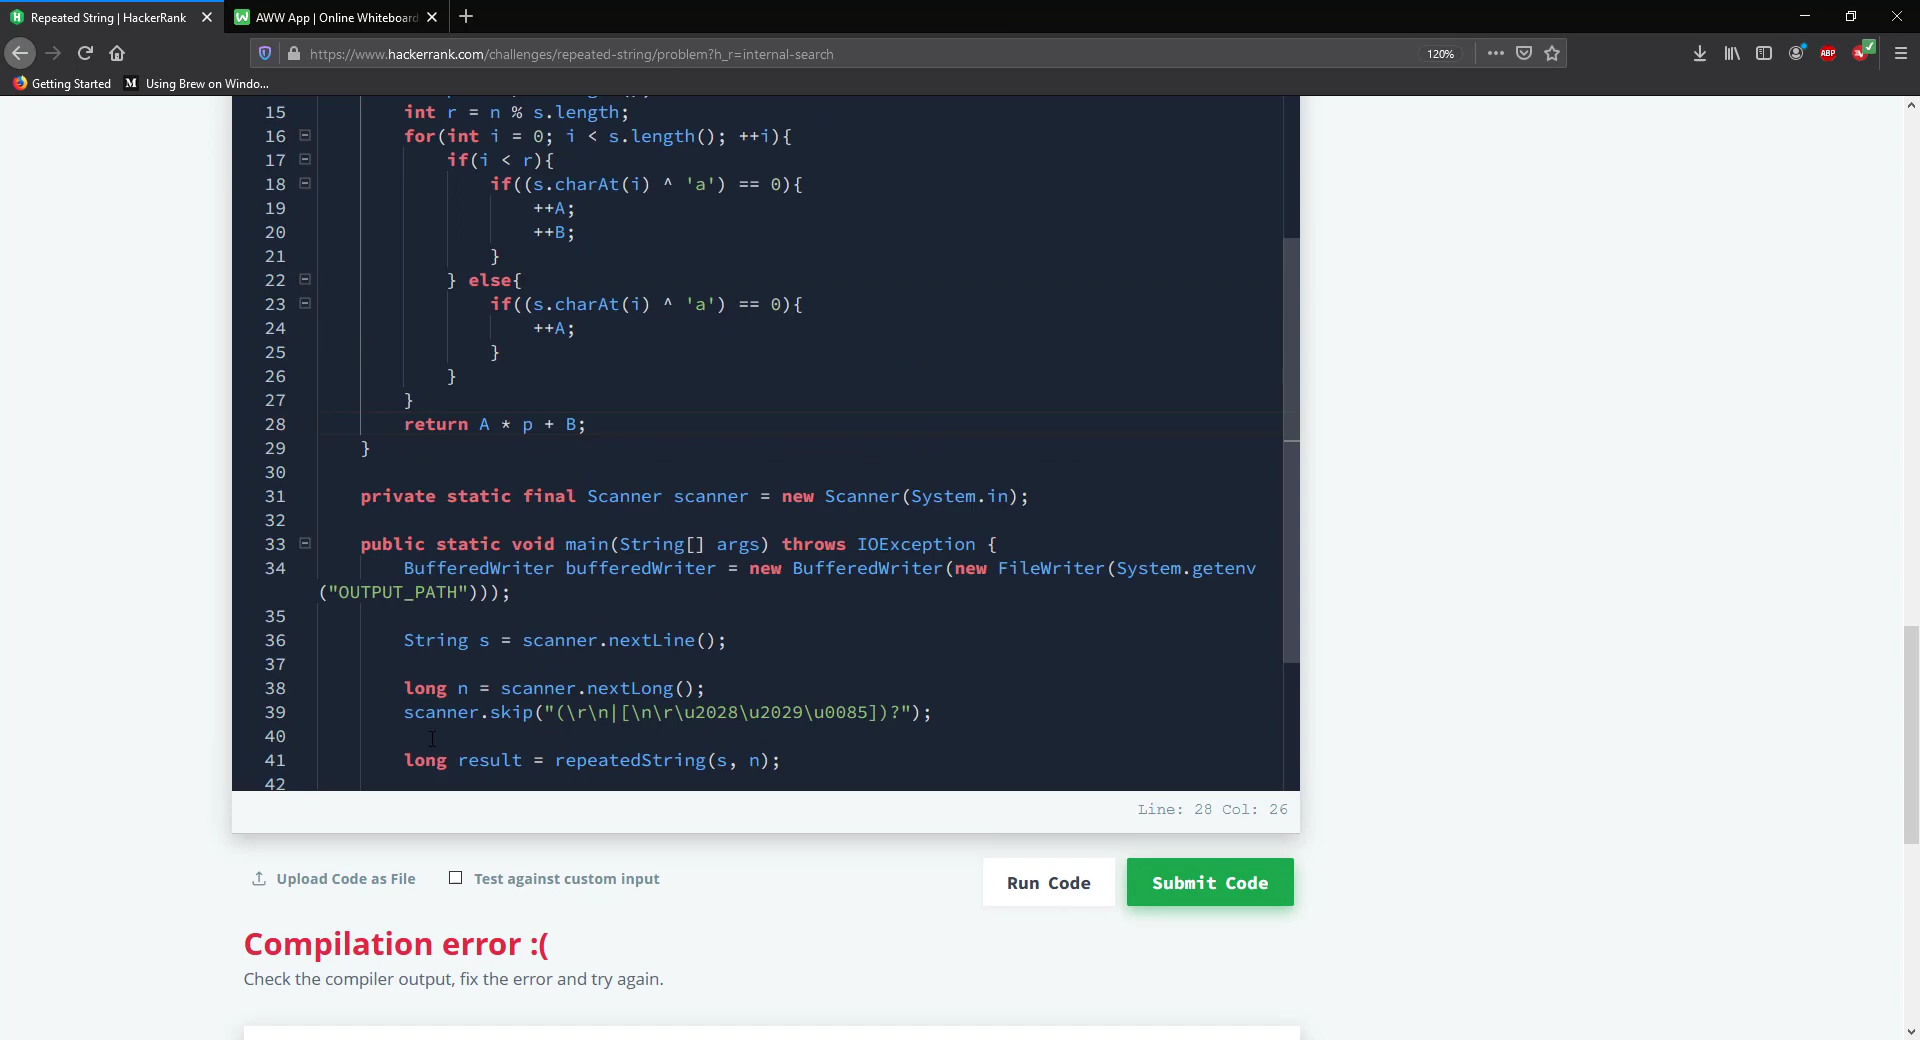 Repeated String | HackerRank
AWW App | Online Whiteboard
https://www.hackerrank.com/challenges/repeated-string/problem?h_r=internal-search
120%
ABP
Getting Started
M Using Brew on Windo...
15 int r = n % s.length;
16 for(int i = 0; i < s.length(); ++i){
17 if(i < r){
18 if((s.charAt(i) ^ 'a') == 0){
19 ++A;
20 ++B;
21 }
22 } else{
23 if((s.charAt(i) ^ 'a') == 0){
24 ++A;
25 }
26 }
27 }
28 return A * p + B;
29 }
30
31 private static final Scanner scanner = new Scanner(System.in);
32
33 public static void main(String[] args) throws IOException {
34 BufferedWriter bufferedWriter = new BufferedWriter(new FileWriter(System.getenv
("OUTPUT_PATH")));
35
36 String s = scanner.nextLine();
37
38 long n = scanner.nextLong();
39 scanner.skip("(\r\n|[\n\r\u2028\u2029\u0085])?");
40
41 long result = repeatedString(s, n);
42
Line: 28 Col: 26
Upload Code as File
Test against custom input
Run Code
Submit Code
Compilation error :(
Check the compiler output, fix the error and try again.